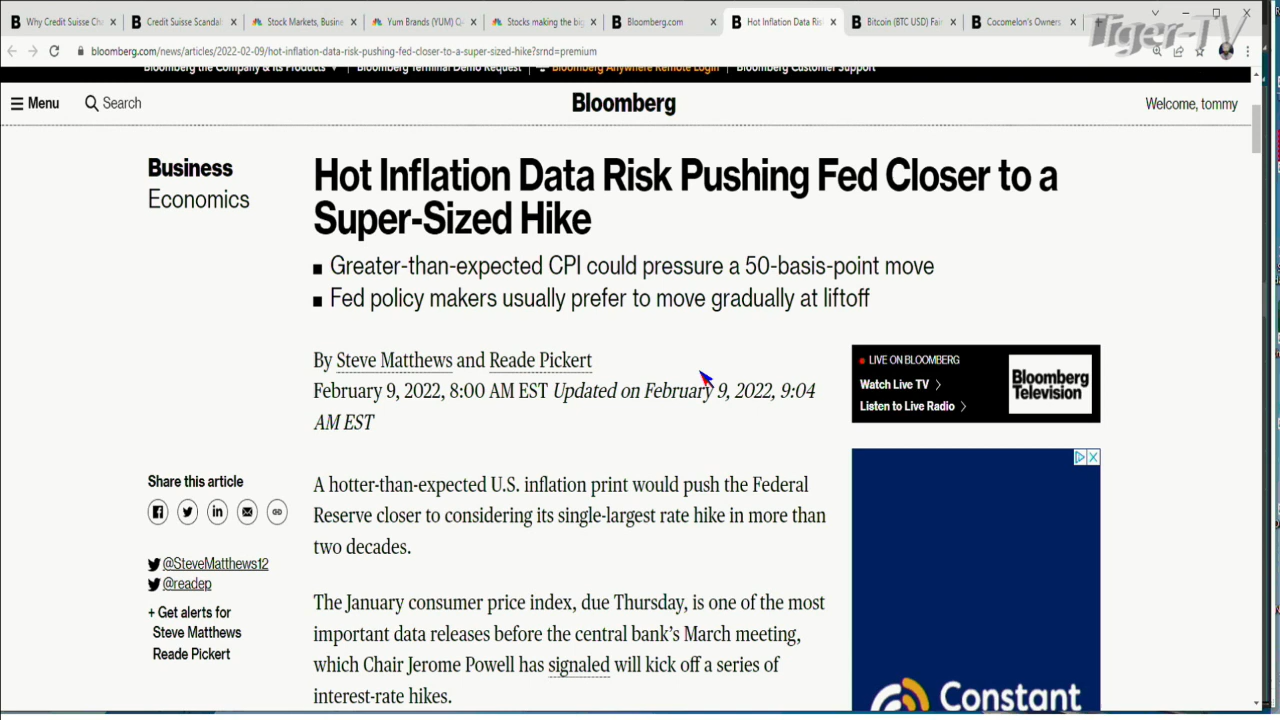 Why Credit Suisse Cha
Credit Suisse Scandal
Stock Markets, Busine
Yum Brands (YUM) Q4
Stocks making the big
Bloomberg.com
Hot Inflation Data Ris
Bitcoin (BTC USD) Fair
Cocomelon's Owners
Tiger-TV
bloomberg.com/news/articles/2022-02-09/hot-inflation-data-risk-pushing-fed-closer-to-a-super-sized-hike?srnd=premium
Bloomberg the Company & Its Products
Bloomberg Terminal Demo Request
Bloomberg Anywhere Remote Login
Bloomberg Customer Support
Menu
Search
Bloomberg
Welcome, tommy
Business
Economics
Hot Inflation Data Risk Pushing Fed Closer to a
Super-Sized Hike
Greater-than-expected CPI could pressure a 50-basis-point move
Fed policy makers usually prefer to move gradually at liftoff
By Steve Matthews and Reade Pickert
February 9, 2022, 8:00 AM EST Updated on February 9, 2022, 9:04
AM EST
LIVE ON BLOOMBERG
Watch Live TV
Listen to Live Radio
Bloomberg
Television
Share this article
@SteveMatthews12
@readep
+ Get alerts for
Steve Matthews
Reade Pickert
A hotter-than-expected U.S. inflation print would push the Federal
Reserve closer to considering its single-largest rate hike in more than
two decades.
The January consumer price index, due Thursday, is one of the most
important data releases before the central bank's March meeting,
which Chair Jerome Powell has signaled will kick off a series of
interest-rate hikes.
Constant